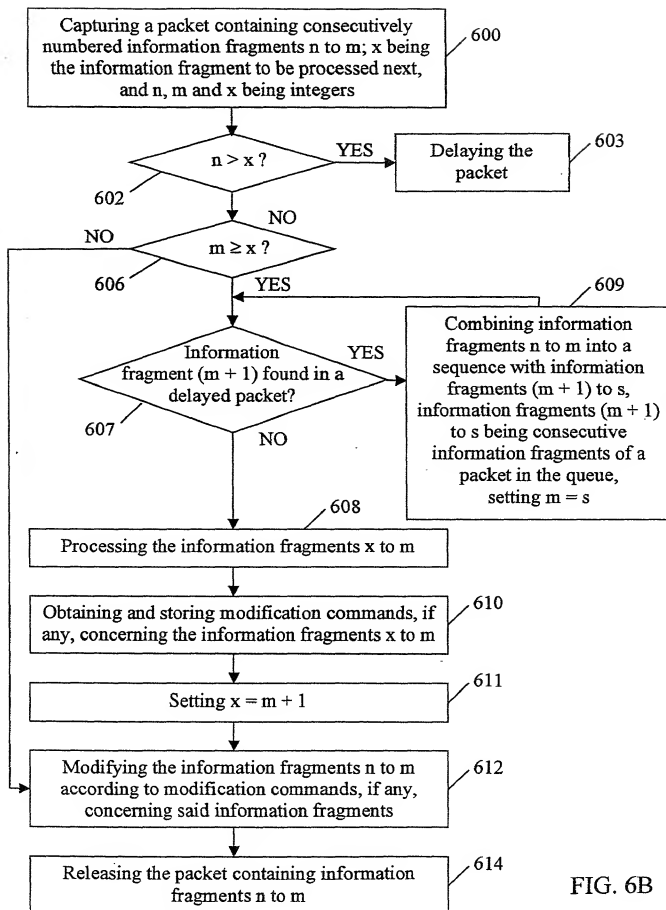 Capturing a packet containing consecutively
numbered information fragments n to m; x being
the information fragment to be processed next,
and n, m and x being integers
600
n > x ?
YES
602
NO
Delaying the
packet
603
NO
m ≥ x ?
606
YES
609
Information
fragment (m + 1) found in a
delayed packet?
YES
607
NO
Combining information
fragments n to m into a
sequence with information
fragments (m + 1) to s,
information fragments (m + 1)
to s being consecutive
information fragments of a
packet in the queue,
setting m = s
608
Processing the information fragments x to m
610
Obtaining and storing modification commands, if
any, concerning the information fragments x to m
611
Setting x = m + 1
612
Modifying the information fragments n to m
according to modification commands, if any,
concerning said information fragments
614
Releasing the packet containing information
fragments n to m
FIG. 6B